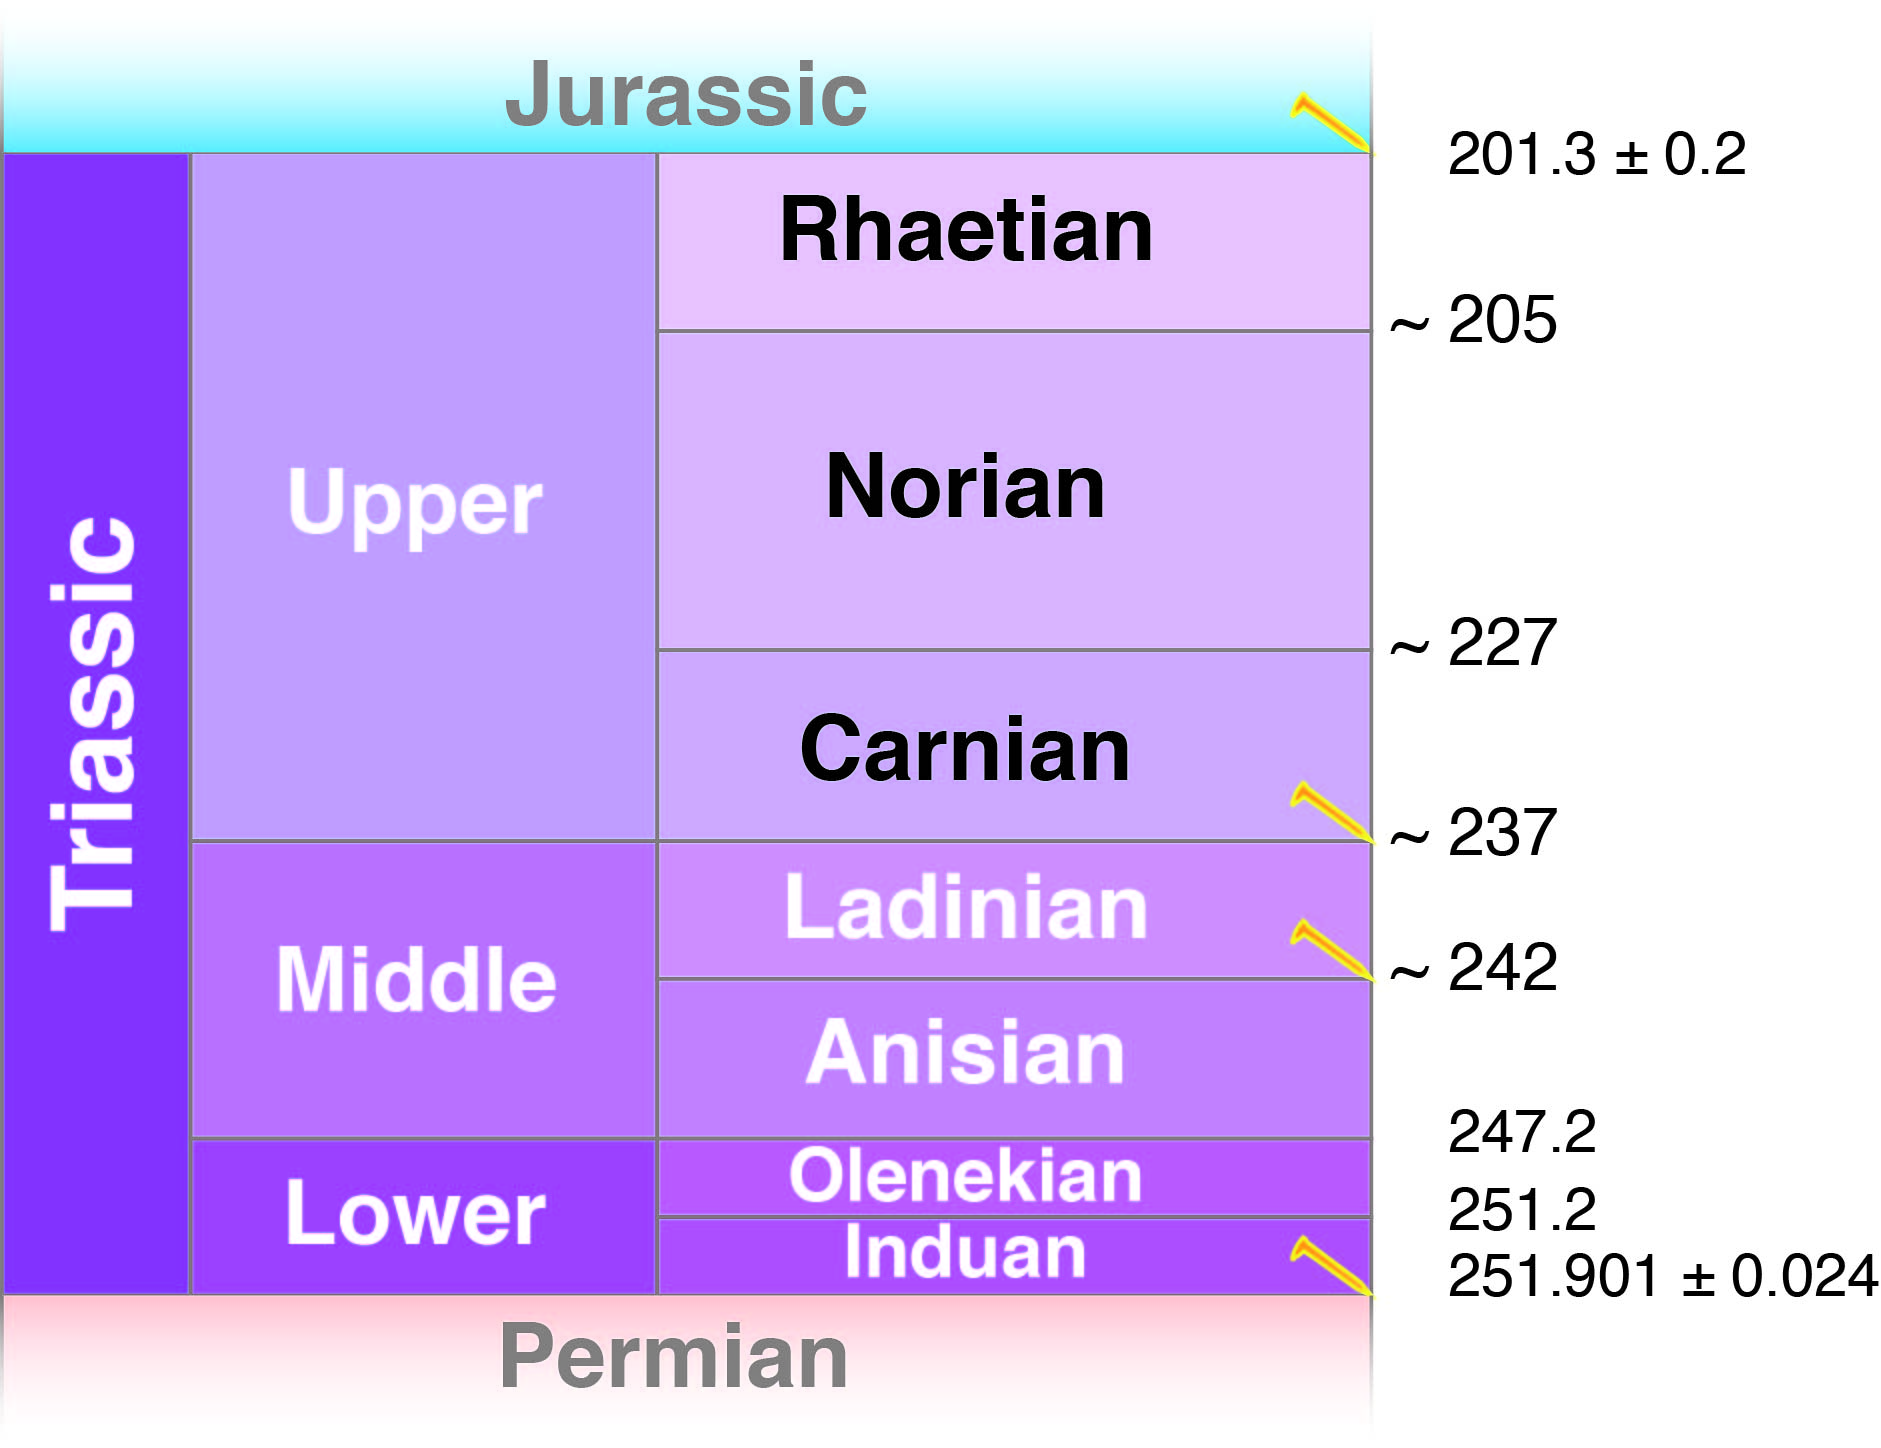 Jurassic
201.3 ± 0.2
Rhaetian
~ 205
Norian
Upper
~ 227
Carnian
~ 237
Triassic
Ladinian
~ 242
Middle
Anisian
247.2
Olenekian
251.2
Lower
Induan
251.901 ± 0.024
Permian